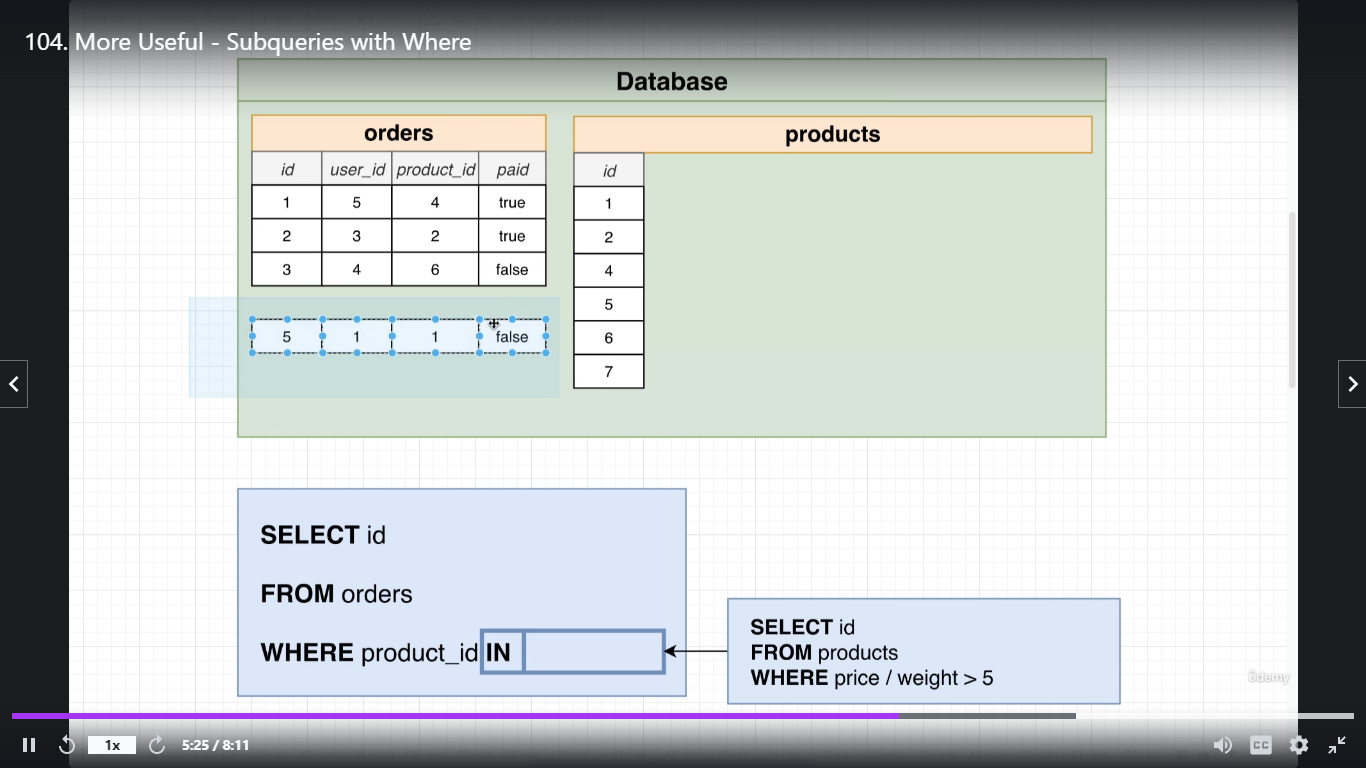 104. More Useful - Subqueries with Where
Database
orders
id user_id product_id paid
1 5 4 true
2 3 2 true
3 4 6 false
5 1 1 false
products
id
1
2
4
5
6
7
SELECT id
FROM orders
WHERE product_id IN
SELECT id
FROM products
WHERE price / weight > 5
ûdemy
1x
5:25 / 8:11
CC